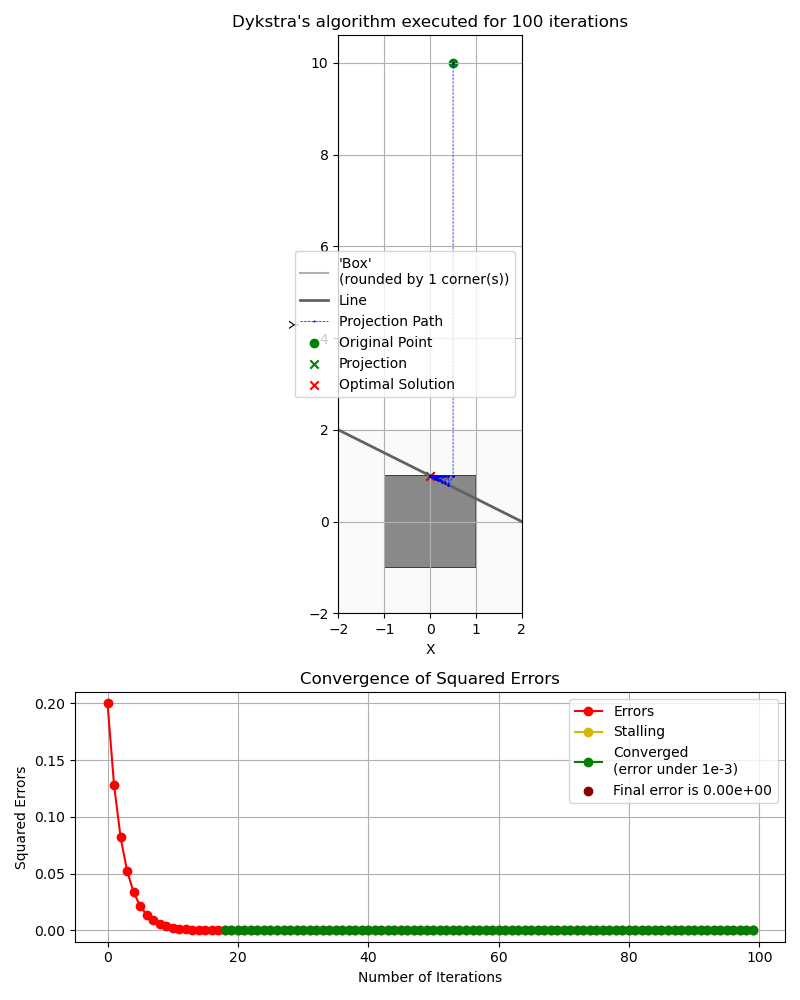 Dykstra's algorithm executed for 100 iterations
10
8
6
4
2
0
−2
Y
'Box'
(rounded by 1 corner(s))
Line
Projection Path
Original Point
Projection
Optimal Solution
−2 −1 0 1 2
X
Convergence of Squared Errors
0.20
0.15
0.10
0.05
0.00
Squared Errors
Errors
Stalling
Converged
(error under 1e-3)
Final error is 0.00e+00
0 20 40 60 80 100
Number of Iterations